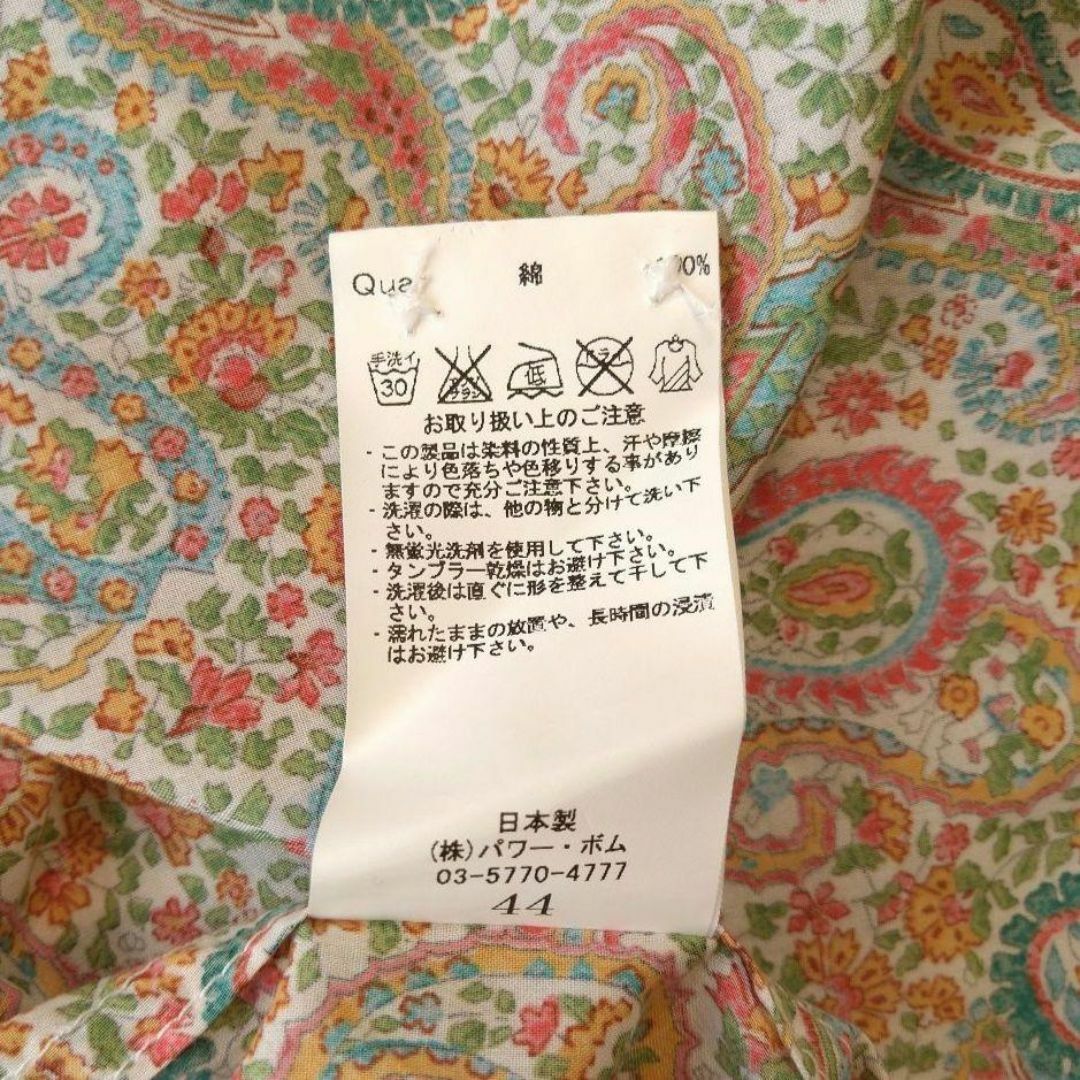 綿
手洗イ
30
低
お取り扱い上のご注意
・この製品は染料の性質上、汗や摩擦
により色落ちや色移りする事があり
ますので充分ご注意下さい。
・洗濯の際は、他の物と分けて洗い下
さい。
・無蛍光洗剤を使用して下さい。
・タンブラー乾燥はお避け下さい。
・洗濯後は直ぐに形を整えて干して下
さい。
・濡れたままの放置や、長時間の浸漬
はお避け下さい。
日本製
(株)パワー・ボム
03-5770-4777
44